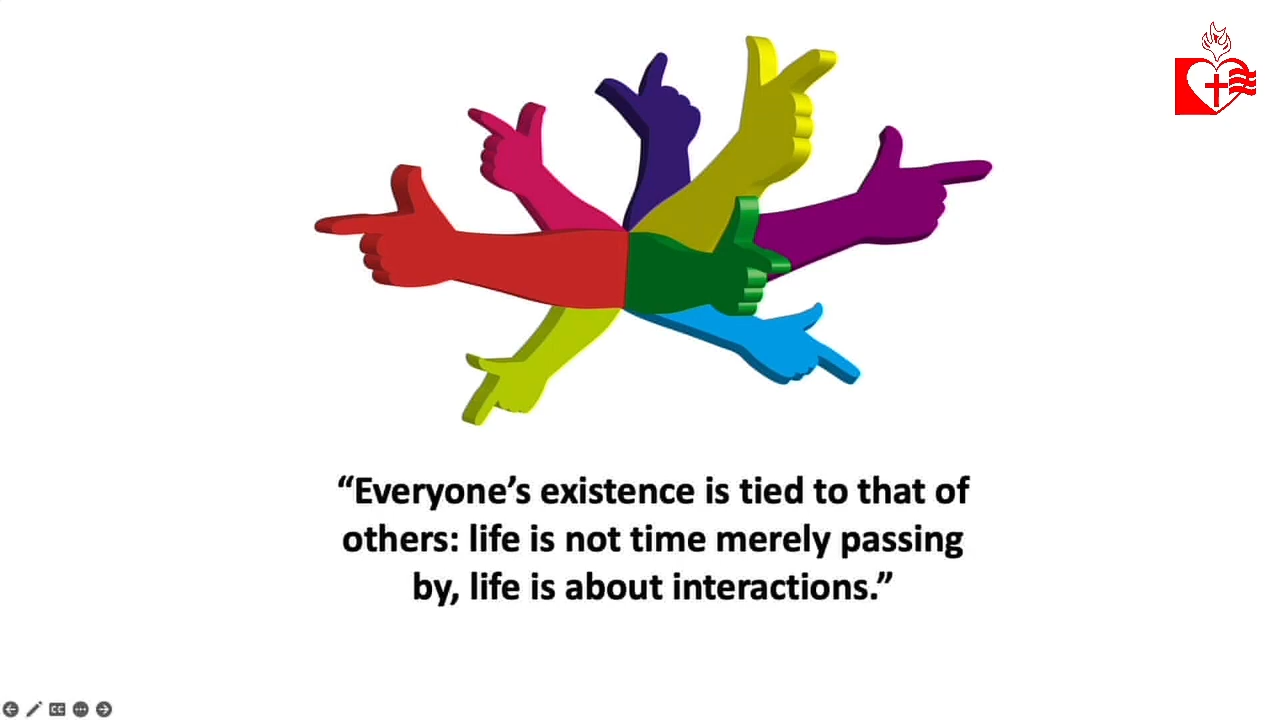 “Everyone’s existence is tied to that of
others: life is not time merely passing
by, life is about interactions.”
CC